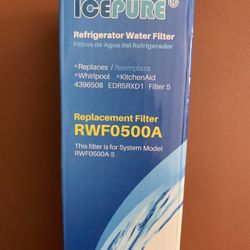 ICEPURE®
Refrigerator Water Filter
Filtros de Agua del Refrigerador
^Replaces / Reemplaza
^Whirlpool ^KitchenAid
4396508 EDR5RXD1 Filter 5
Replacement Filter
RWF0500A
This filter is for System Model
RWF0500A-S